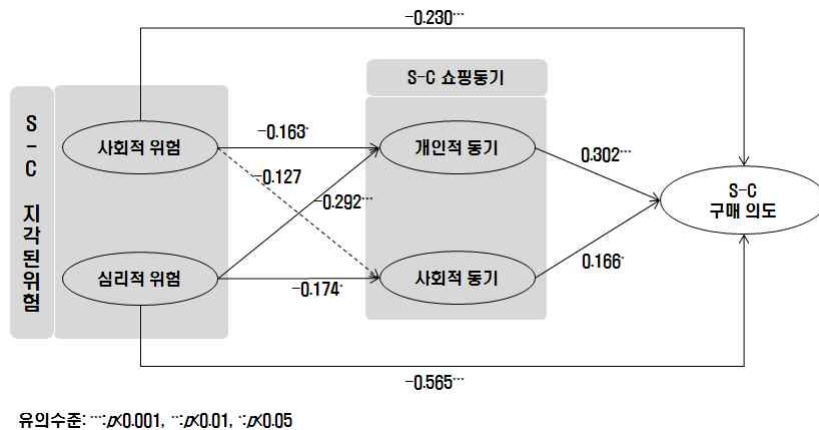 -0.230***
S-C 쇼핑동기
S-C 지각된위험
사회적 위험
-0.163*
개인적 동기
0.302***
-0.127
-0.292***
S-C
구매 의도
심리적 위험
-0.174*
사회적 동기
0.166*
-0.565***
유의수준: ***:p<0.001, **:p<0.01, *:p<0.05